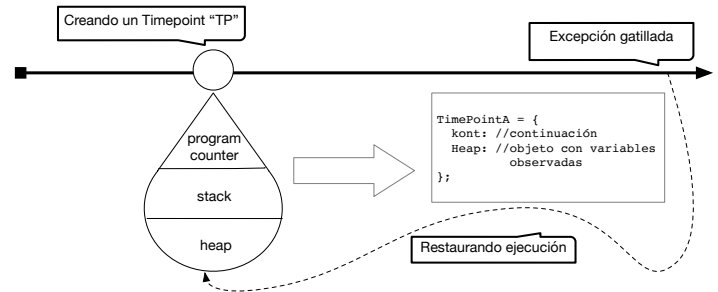 Creando un Timepoint “TP”
Excepción gatillada
program
counter
stack
heap
TimePointA = {
kont: //continuación
Heap: //objeto con variables
observadas
};
Restaurando ejecución